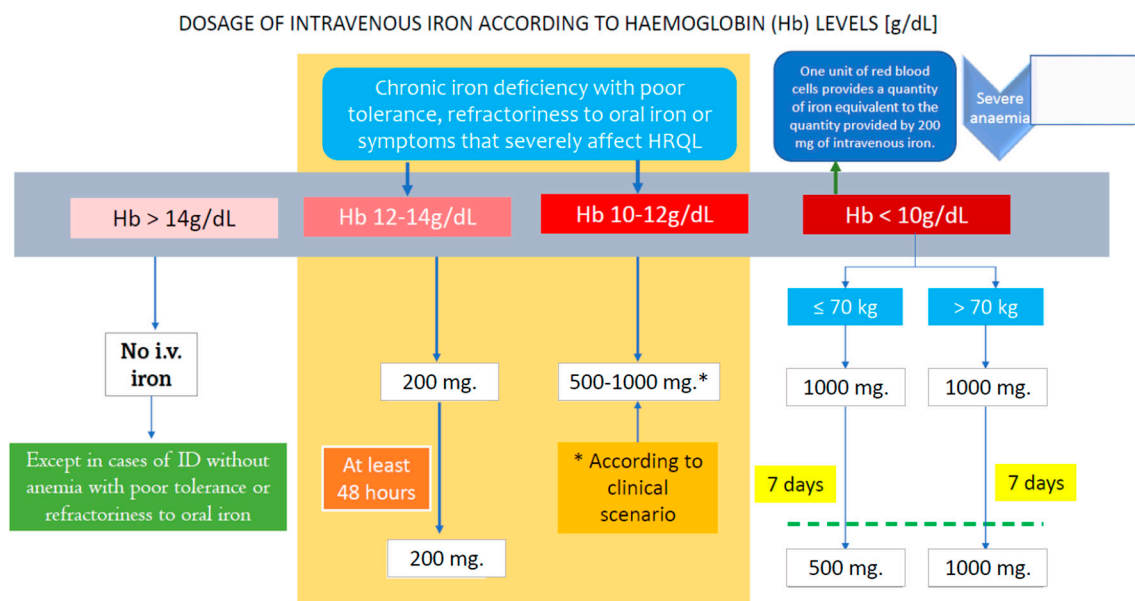 DOSAGE OF INTRAVENOUS IRON ACCORDING TO HAEMOGLOBIN (Hb) LEVELS [g/dL]
Chronic iron deficiency with poor
tolerance, refractoriness to oral iron or
symptoms that severely affect HRQL
One unit of red blood
cells provides a quantity
of iron equivalent to the
quantity provided by 200
mg of intravenous iron.
Severe
anaemia
Hb > 14g/dL
Hb 12-14g/dL
Hb 10-12g/dL
Hb < 10g/dL
≤ 70 kg
> 70 kg
No i.v.
iron
200 mg.
500-1000 mg.*
1000 mg.
1000 mg.
Except in cases of ID without
anemia with poor tolerance or
refractoriness to oral iron
At least
48 hours
* According to
clinical
scenario
7 days
7 days
200 mg.
500 mg.
1000 mg.